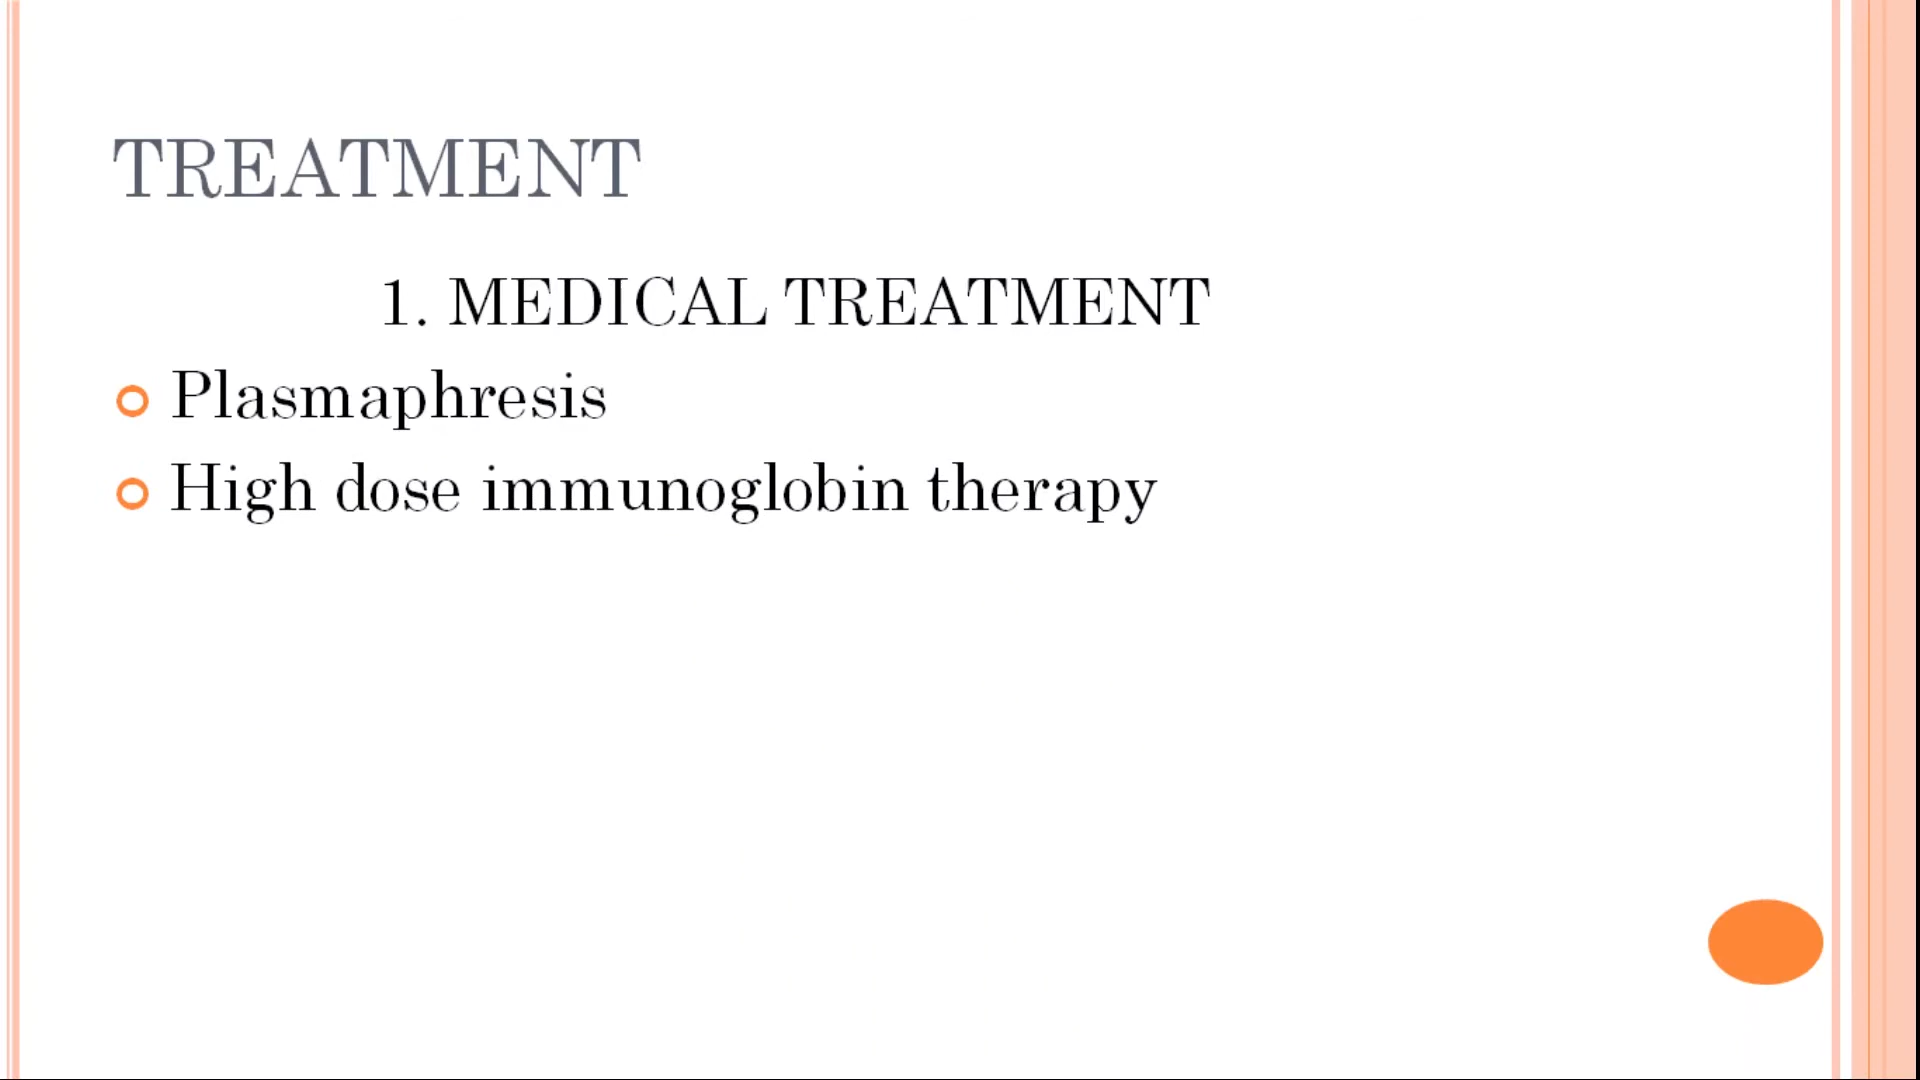 TREATMENT
1. MEDICAL TREATMENT
Plasmaphresis
High dose immunoglobin therapy